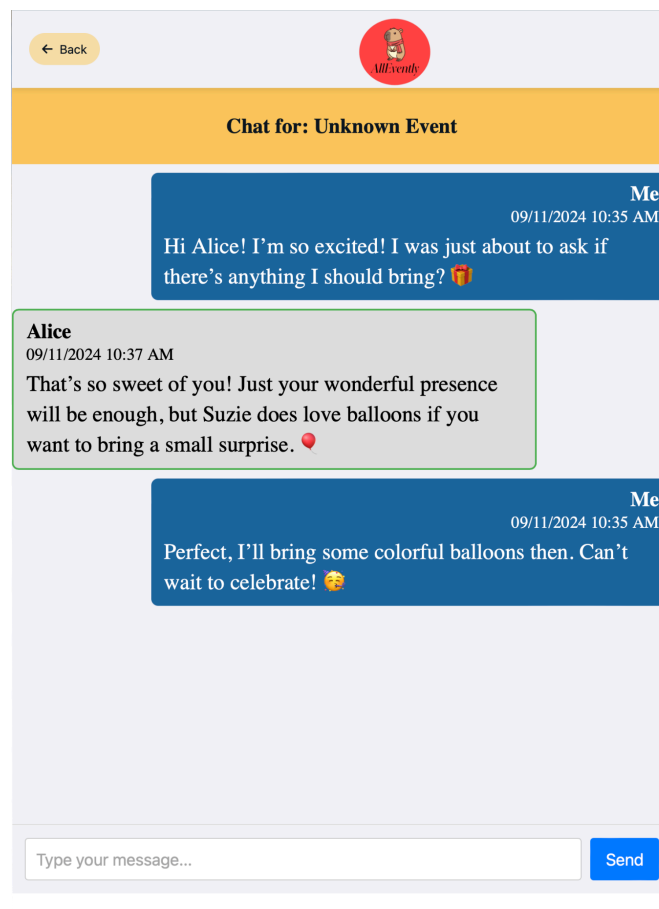 ← Back
AllEvently
Chat for: Unknown Event
Me
09/11/2024 10:35 AM
Hi Alice! I’m so excited! I was just about to ask if
there’s anything I should bring? 🎁
Alice
09/11/2024 10:37 AM
That’s so sweet of you! Just your wonderful presence
will be enough, but Suzie does love balloons if you
want to bring a small surprise. 🎈
Me
09/11/2024 10:35 AM
Perfect, I’ll bring some colorful balloons then. Can’t
wait to celebrate! 🥳
Type your message...
Send